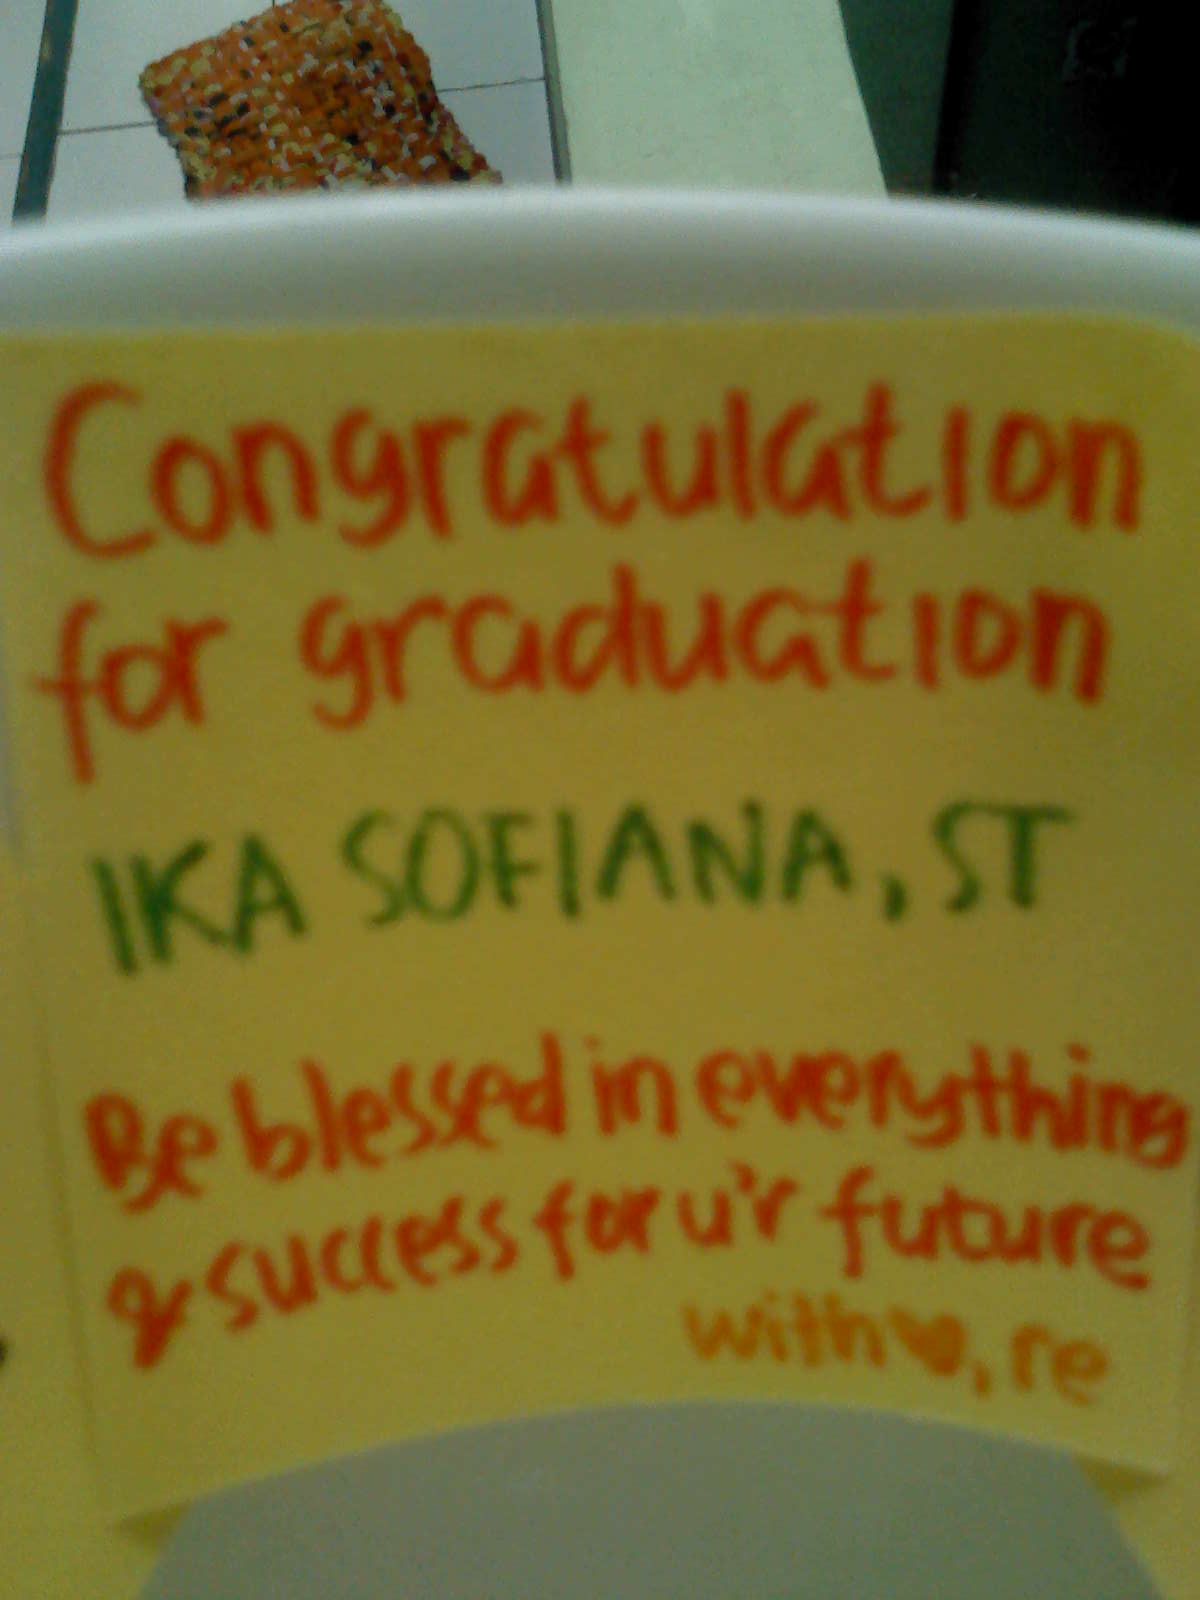 Congratulation
for graduation
IKA SOFIANA, ST
Be blessed in everything
& success for u'r future
with ♥, re